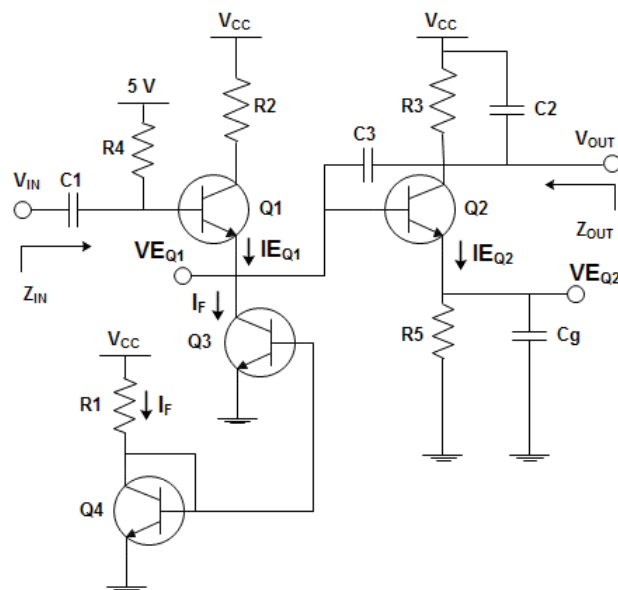 VCC
VCC
5 V
R2
R3
C2
R4
C3
VOUT
VIN
C1
Q1
Q2
VEQ1
IEQ1
IEQ2
ZOUT
VEQ2
ZIN
IF
Q3
R5
Cg
VCC
R1
IF
Q4